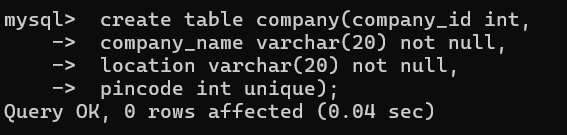 mysql>  create table company(company_id int,
    ->  company_name varchar(20) not null,
    ->  location varchar(20) not null,
    ->  pincode int unique);
Query OK, 0 rows affected (0.04 sec)